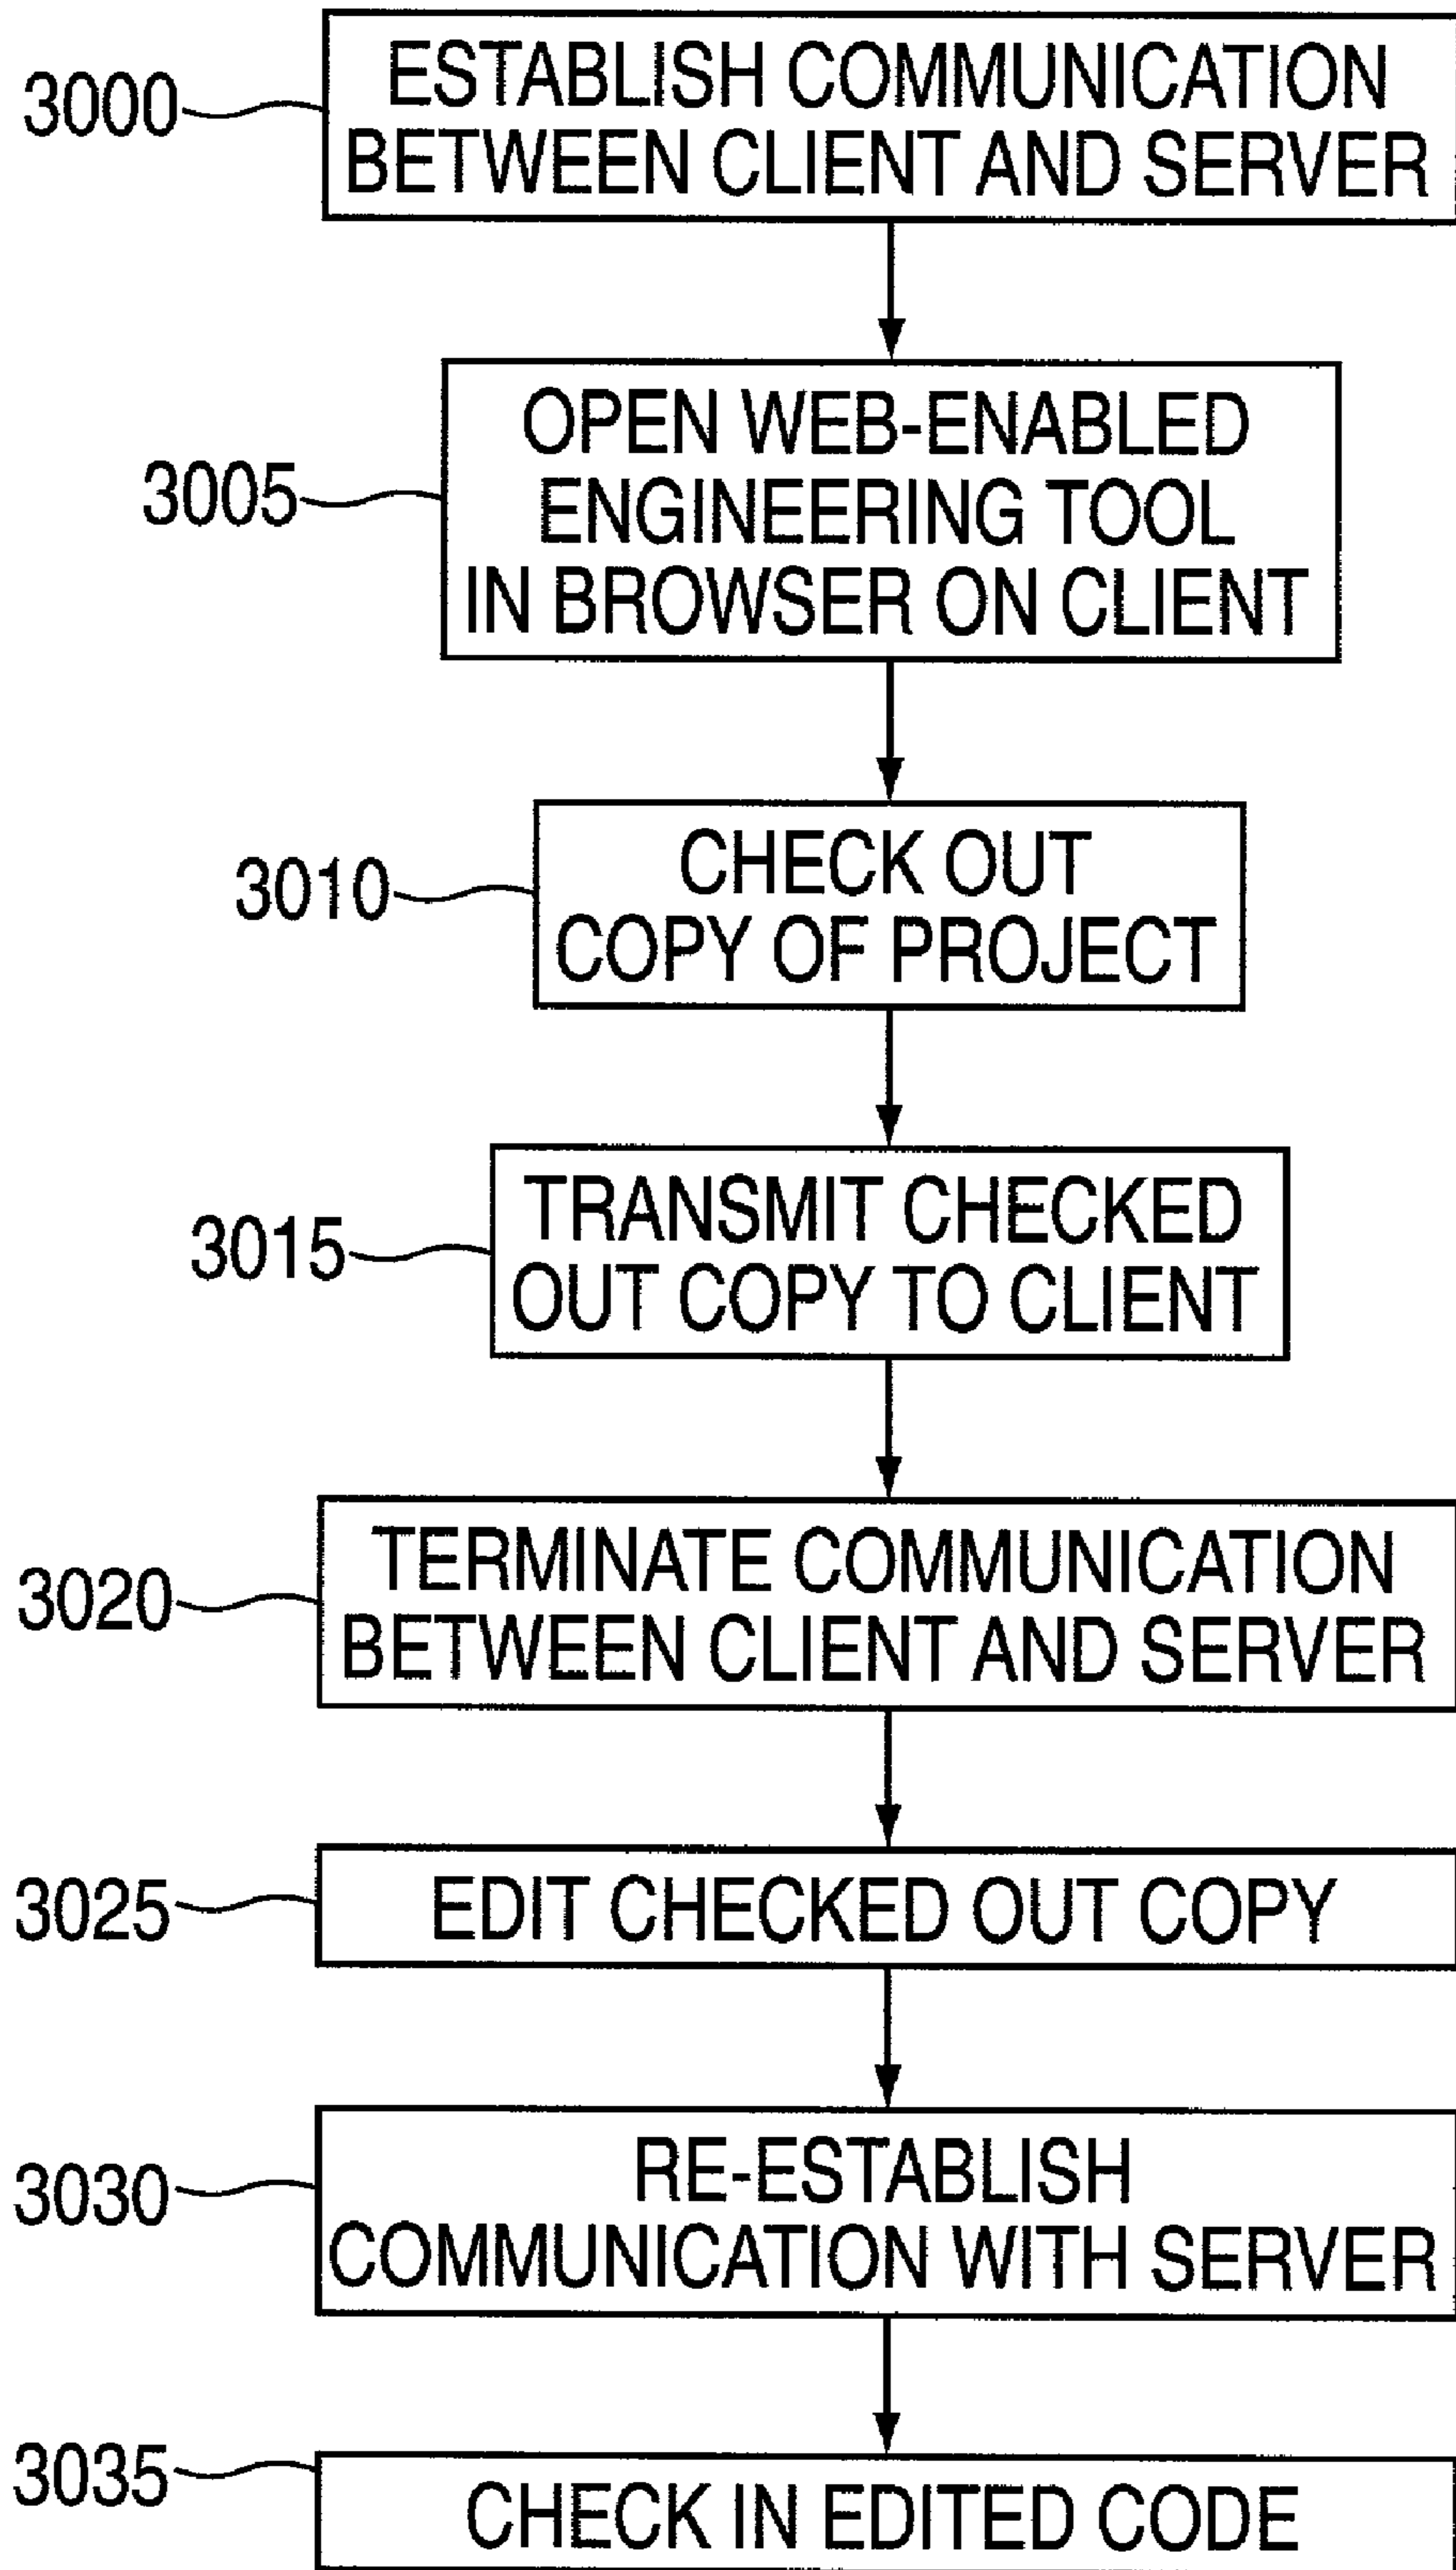 3000
ESTABLISH COMMUNICATION
BETWEEN CLIENT AND SERVER
3005
OPEN WEB-ENABLED
ENGINEERING TOOL
IN BROWSER ON CLIENT
3010
CHECK OUT
COPY OF PROJECT
3015
TRANSMIT CHECKED
OUT COPY TO CLIENT
3020
TERMINATE COMMUNICATION
BETWEEN CLIENT AND SERVER
3025
EDIT CHECKED OUT COPY
3030
RE-ESTABLISH
COMMUNICATION WITH SERVER
3035
CHECK IN EDITED CODE